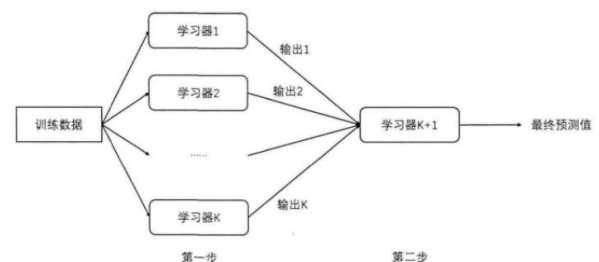 学习器1
输出1
学习器2
输出2
训练数据
学习器K+1
最终预测值
......
学习器K
输出K
第一步
第二步